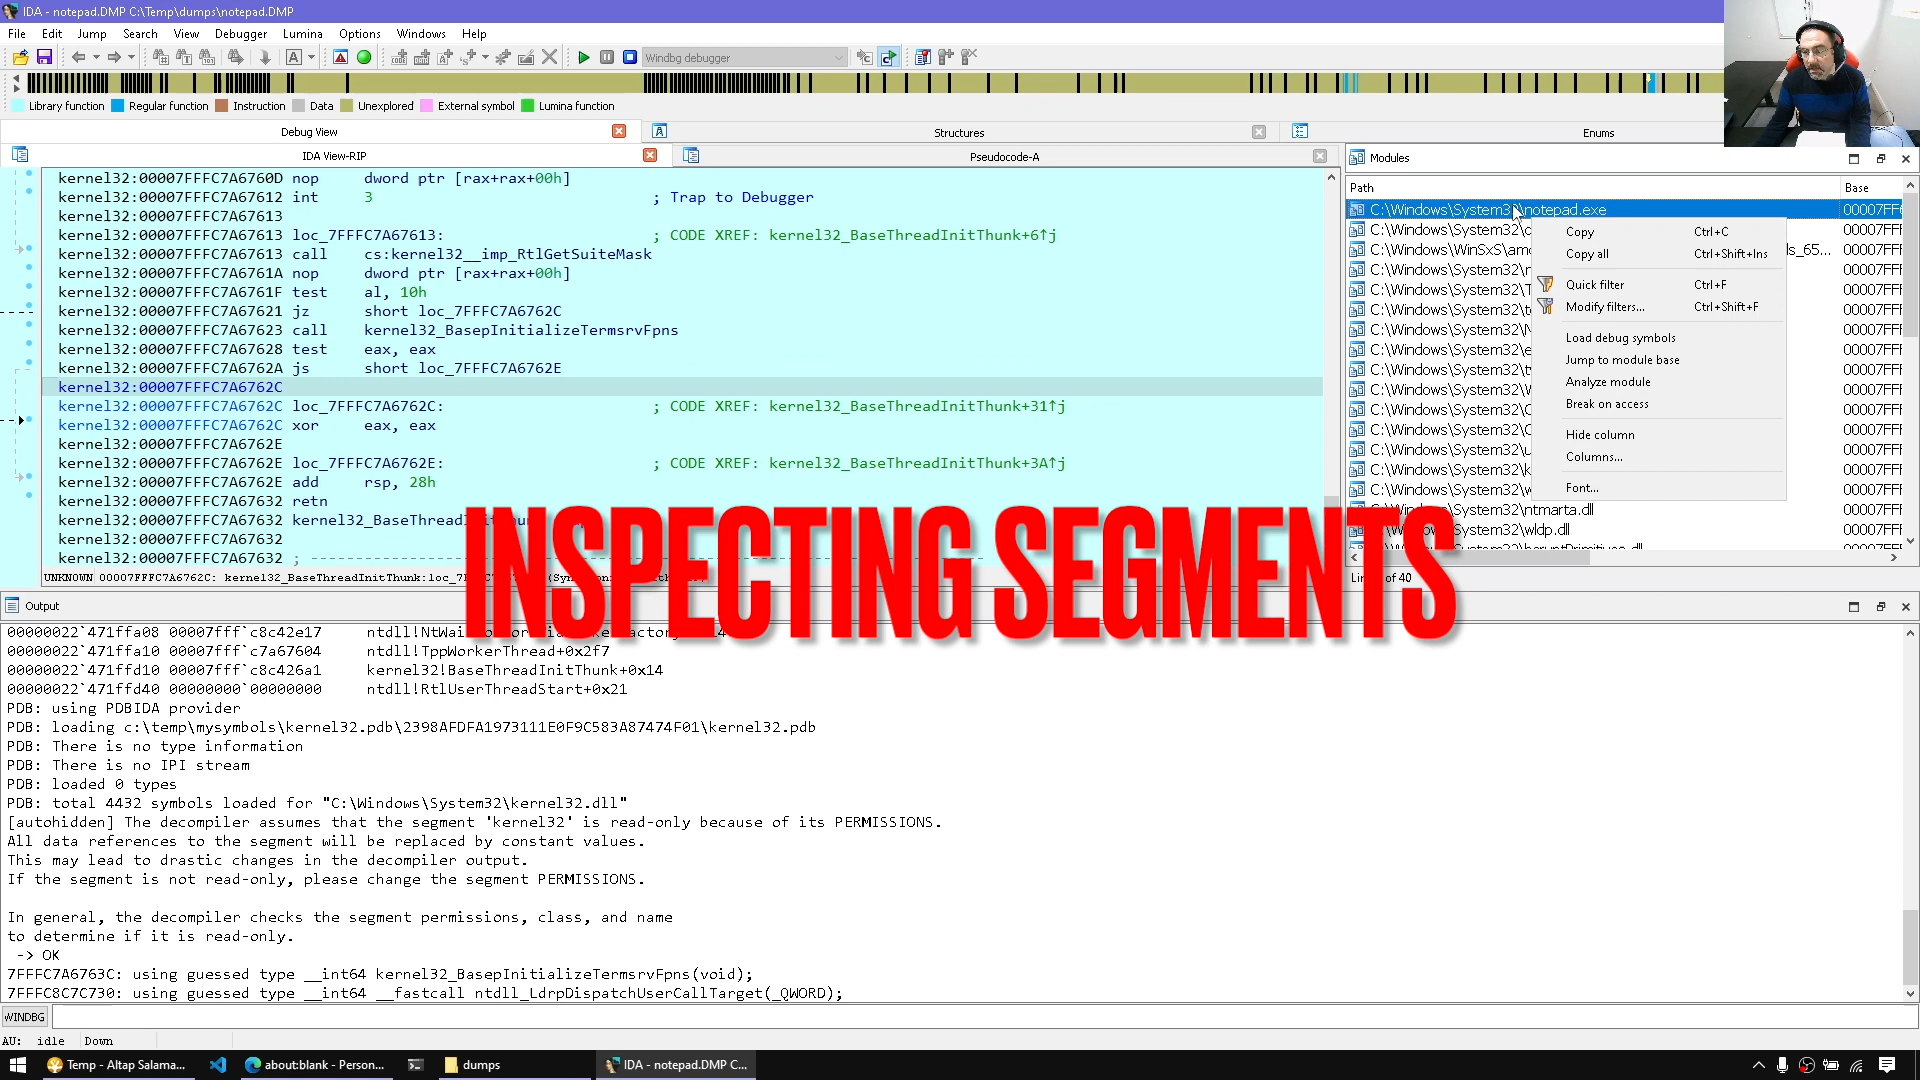 IDA - notepad.DMP C:\Temp\dumps\notepad.DMP
File Edit Jump Search View Debugger Lumina Options Windows Help
Windbg debugger
Library function Regular function Instruction Data Unexplored External symbol Lumina function
Debug View Structures Enums
IDA View-RIP Pseudocode-A
kernel32:00007FFFC7A6760D nop dword ptr [rax+rax+00h]
kernel32:00007FFFC7A67612 int 3 ; Trap to Debugger
kernel32:00007FFFC7A67613
kernel32:00007FFFC7A67613 loc_7FFFC7A67613: ; CODE XREF: kernel32_BaseThreadInitThunk+6↑j
kernel32:00007FFFC7A67613 call cs:kernel32__imp_RtlGetSuiteMask
kernel32:00007FFFC7A6761A nop dword ptr [rax+rax+00h]
kernel32:00007FFFC7A6761F test al, 10h
kernel32:00007FFFC7A67621 jz short loc_7FFFC7A6762C
kernel32:00007FFFC7A67623 call kernel32_BasepInitializeTermsrvFpns
kernel32:00007FFFC7A67628 test eax, eax
kernel32:00007FFFC7A6762A js short loc_7FFFC7A6762E
kernel32:00007FFFC7A6762C
kernel32:00007FFFC7A6762C loc_7FFFC7A6762C: ; CODE XREF: kernel32_BaseThreadInitThunk+31↑j
kernel32:00007FFFC7A6762C xor eax, eax
kernel32:00007FFFC7A6762E
kernel32:00007FFFC7A6762E loc_7FFFC7A6762E: ; CODE XREF: kernel32_BaseThreadInitThunk+3A↑j
kernel32:00007FFFC7A6762E add rsp, 28h
kernel32:00007FFFC7A67632 retn
kernel32:00007FFFC7A67632
kernel32:00007FFFC7A67632
kernel32:00007FFFC7A67632 ;
UNKNOWN 00007FFFC7A6762C: kernel32_BaseThreadInitThunk:
Modules
Path Base
C:\Windows\System32\notepad.exe 00007FF
Copy Ctrl+C
Copy all Ctrl+Shift+Ins
Quick filter Ctrl+F
Modify filters... Ctrl+Shift+F
Load debug symbols
Jump to module base
Analyze module
Break on access
Hide column
Columns...
Font...
C:\Windows\System32\ntmarta.dll 00007FFF
C:\Windows\System32\wldp.dll 00007FFF
of 40
INSPECTING SEGMENTS
Output
00000022`471ffa08 00007fff`c8c42e17
00000022`471ffa10 00007fff`c7a67604 ntdll!TppWorkerThread+0x2f7
00000022`471ffd10 00007fff`c8c426a1 kernel32!BaseThreadInitThunk+0x14
00000022`471ffd40 00000000`00000000 ntdll!RtlUserThreadStart+0x21
PDB: using PDBIDA provider
PDB: loading c:\temp\mysymbols\kernel32.pdb\2398AFDFA1973111E0F9C583A87474F01\kernel32.pdb
PDB: There is no type information
PDB: There is no IPI stream
PDB: loaded 0 types
PDB: total 4432 symbols loaded for "C:\Windows\System32\kernel32.dll"
[autohidden] The decompiler assumes that the segment 'kernel32' is read-only because of its PERMISSIONS.
All data references to the segment will be replaced by constant values.
This may lead to drastic changes in the decompiler output.
If the segment is not read-only, please change the segment PERMISSIONS.
In general, the decompiler checks the segment permissions, class, and name
to determine if it is read-only.
-> OK
7FFFC7A6763C: using guessed type __int64 kernel32_BasepInitializeTermsrvFpns(void);
7FFFC8C7C730: using guessed type __int64 __fastcall ntdll_LdrpDispatchUserCallTarget(_QWORD);
WINDBG
AU: idle Down
Temp - Altap Salama... about:blank - Person... dumps IDA - notepad.DMP C...